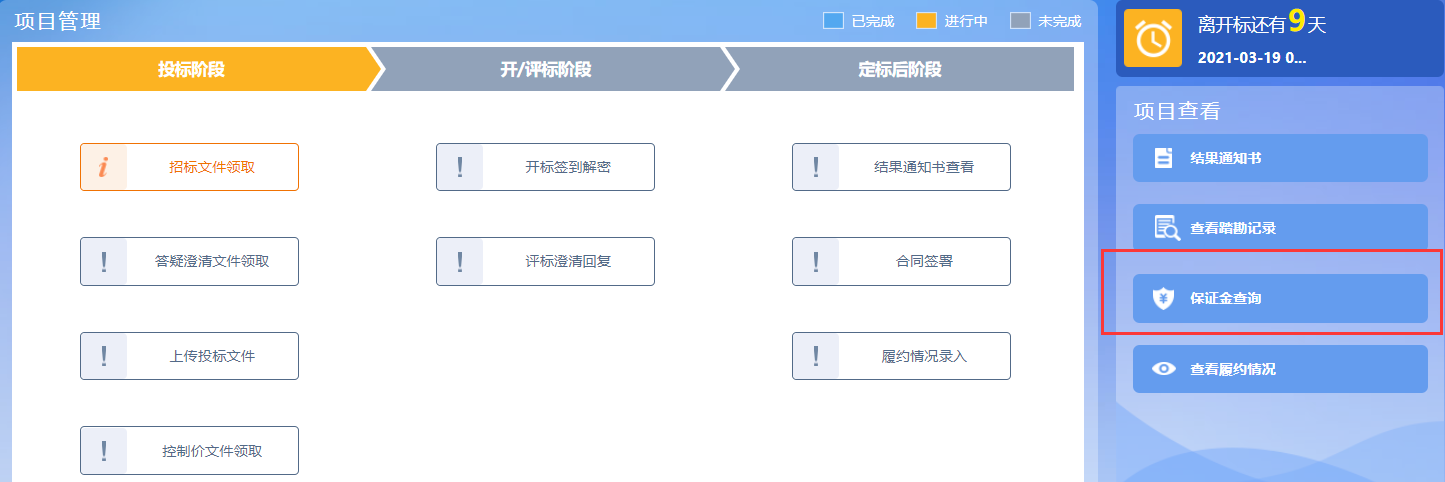 项目管理
已完成 进行中 未完成
投标阶段 开/评标阶段 定标后阶段
招标文件领取 开标签到解密 结果通知书查看
答疑澄清文件领取 评标澄清回复 合同签署
上传投标文件 履约情况录入
控制价文件领取
离开标还有9天
2021-03-19 0...
项目查看
结果通知书
查看踏勘记录
保证金查询
查看履约情况